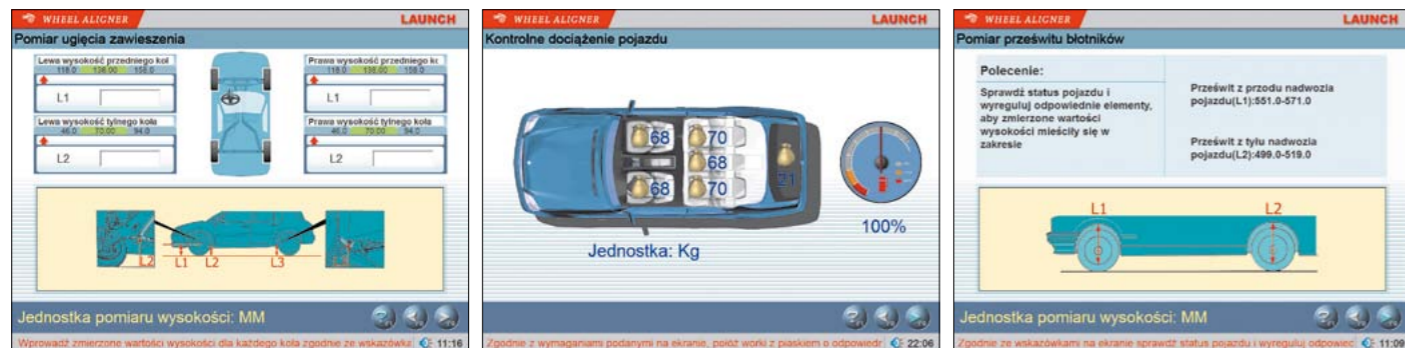 WHEEL ALIGNER LAUNCH
Pomiar ugięcia zawieszenia
Lewa wysokość przedniego koł
118.0 138.00 158.0
L1
Lewa wysokość tylnego koła
46.0 70.00 94.0
L2
Prawa wysokość przedniego kc
118.0 138.00 158.0
L1
Prawa wysokość tylnego koła
46.0 70.00 94.0
L2
L2 L1 L2 L3
Jednostka pomiaru wysokości: MM
Wprowadź zmierzone wartości wysokości dla każdego koła zgodnie ze wskazówka 11:16
WHEEL ALIGNER LAUNCH
Kontrolne dociążenie pojazdu
68 70
68
68 70
21
100%
Jednostka: Kg
Zgodnie z wymaganiami podanymi na ekranie, połóż worki z piaskiem o odpowiedr 22:06
WHEEL ALIGNER LAUNCH
Pomiar prześwitu błotników
Polecenie:
Sprawdź status pojazdu i
wyreguluj odpowiednie elementy,
aby zmierzone wartości
wysokości mieściły się w
zakresie
Prześwit z przodu nadwozia
pojazdu(L1):551.0-571.0
Prześwit z tyłu nadwozia
pojazdu(L2):499.0-519.0
L1 L2
Jednostka pomiaru wysokości: MM
Zgodnie ze wskazówkami na ekranie sprawdź status pojazdu i wyreguluj odpowiec 11:09